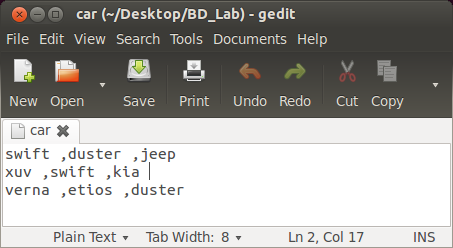 car (~/Desktop/BD_Lab) - gedit
File Edit View Search Tools Documents Help
New Open Save Print Undo Redo Cut Copy
car
swift ,duster ,jeep
xuv ,swift ,kia
verna ,etios ,duster
Plain Text Tab Width: 8 Ln 2, Col 17 INS